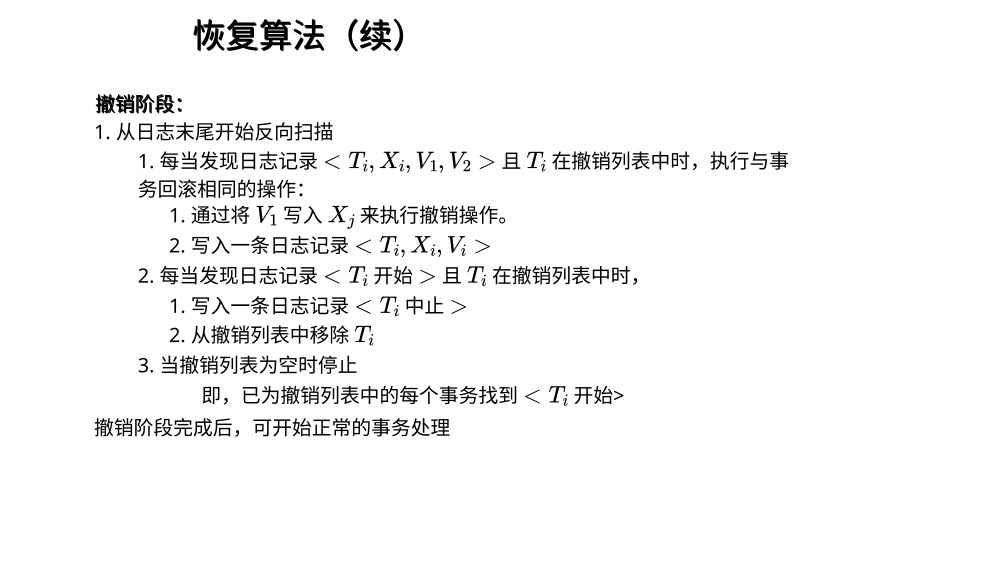 恢复算法（续）
撤销阶段：
1. 从日志末尾开始反向扫描
1. 每当发现日志记录 < T_i, X_i, V_1, V_2 > 且 T_i 在撤销列表中时，执行与事
务回滚相同的操作：
1. 通过将 V_1 写入 X_j 来执行撤销操作。
2. 写入一条日志记录 < T_i, X_i, V_i >
2. 每当发现日志记录 < T_i 开始 > 且 T_i 在撤销列表中时，
1. 写入一条日志记录 < T_i 中止 >
2. 从撤销列表中移除 T_i
3. 当撤销列表为空时停止
即，已为撤销列表中的每个事务找到 < T_i 开始>
撤销阶段完成后，可开始正常的事务处理